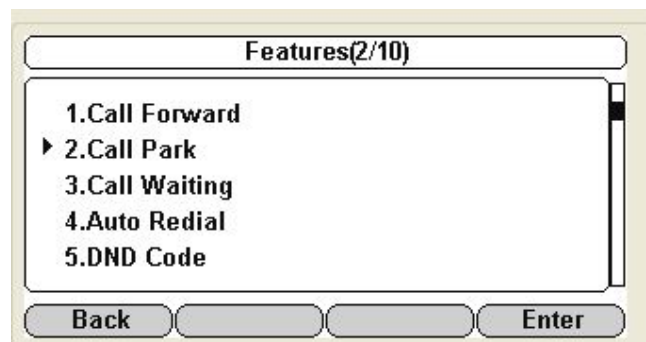 Features(2/10)
1.Call Forward
2.Call Park
3.Call Waiting
4.Auto Redial
5.DND Code
Back Enter